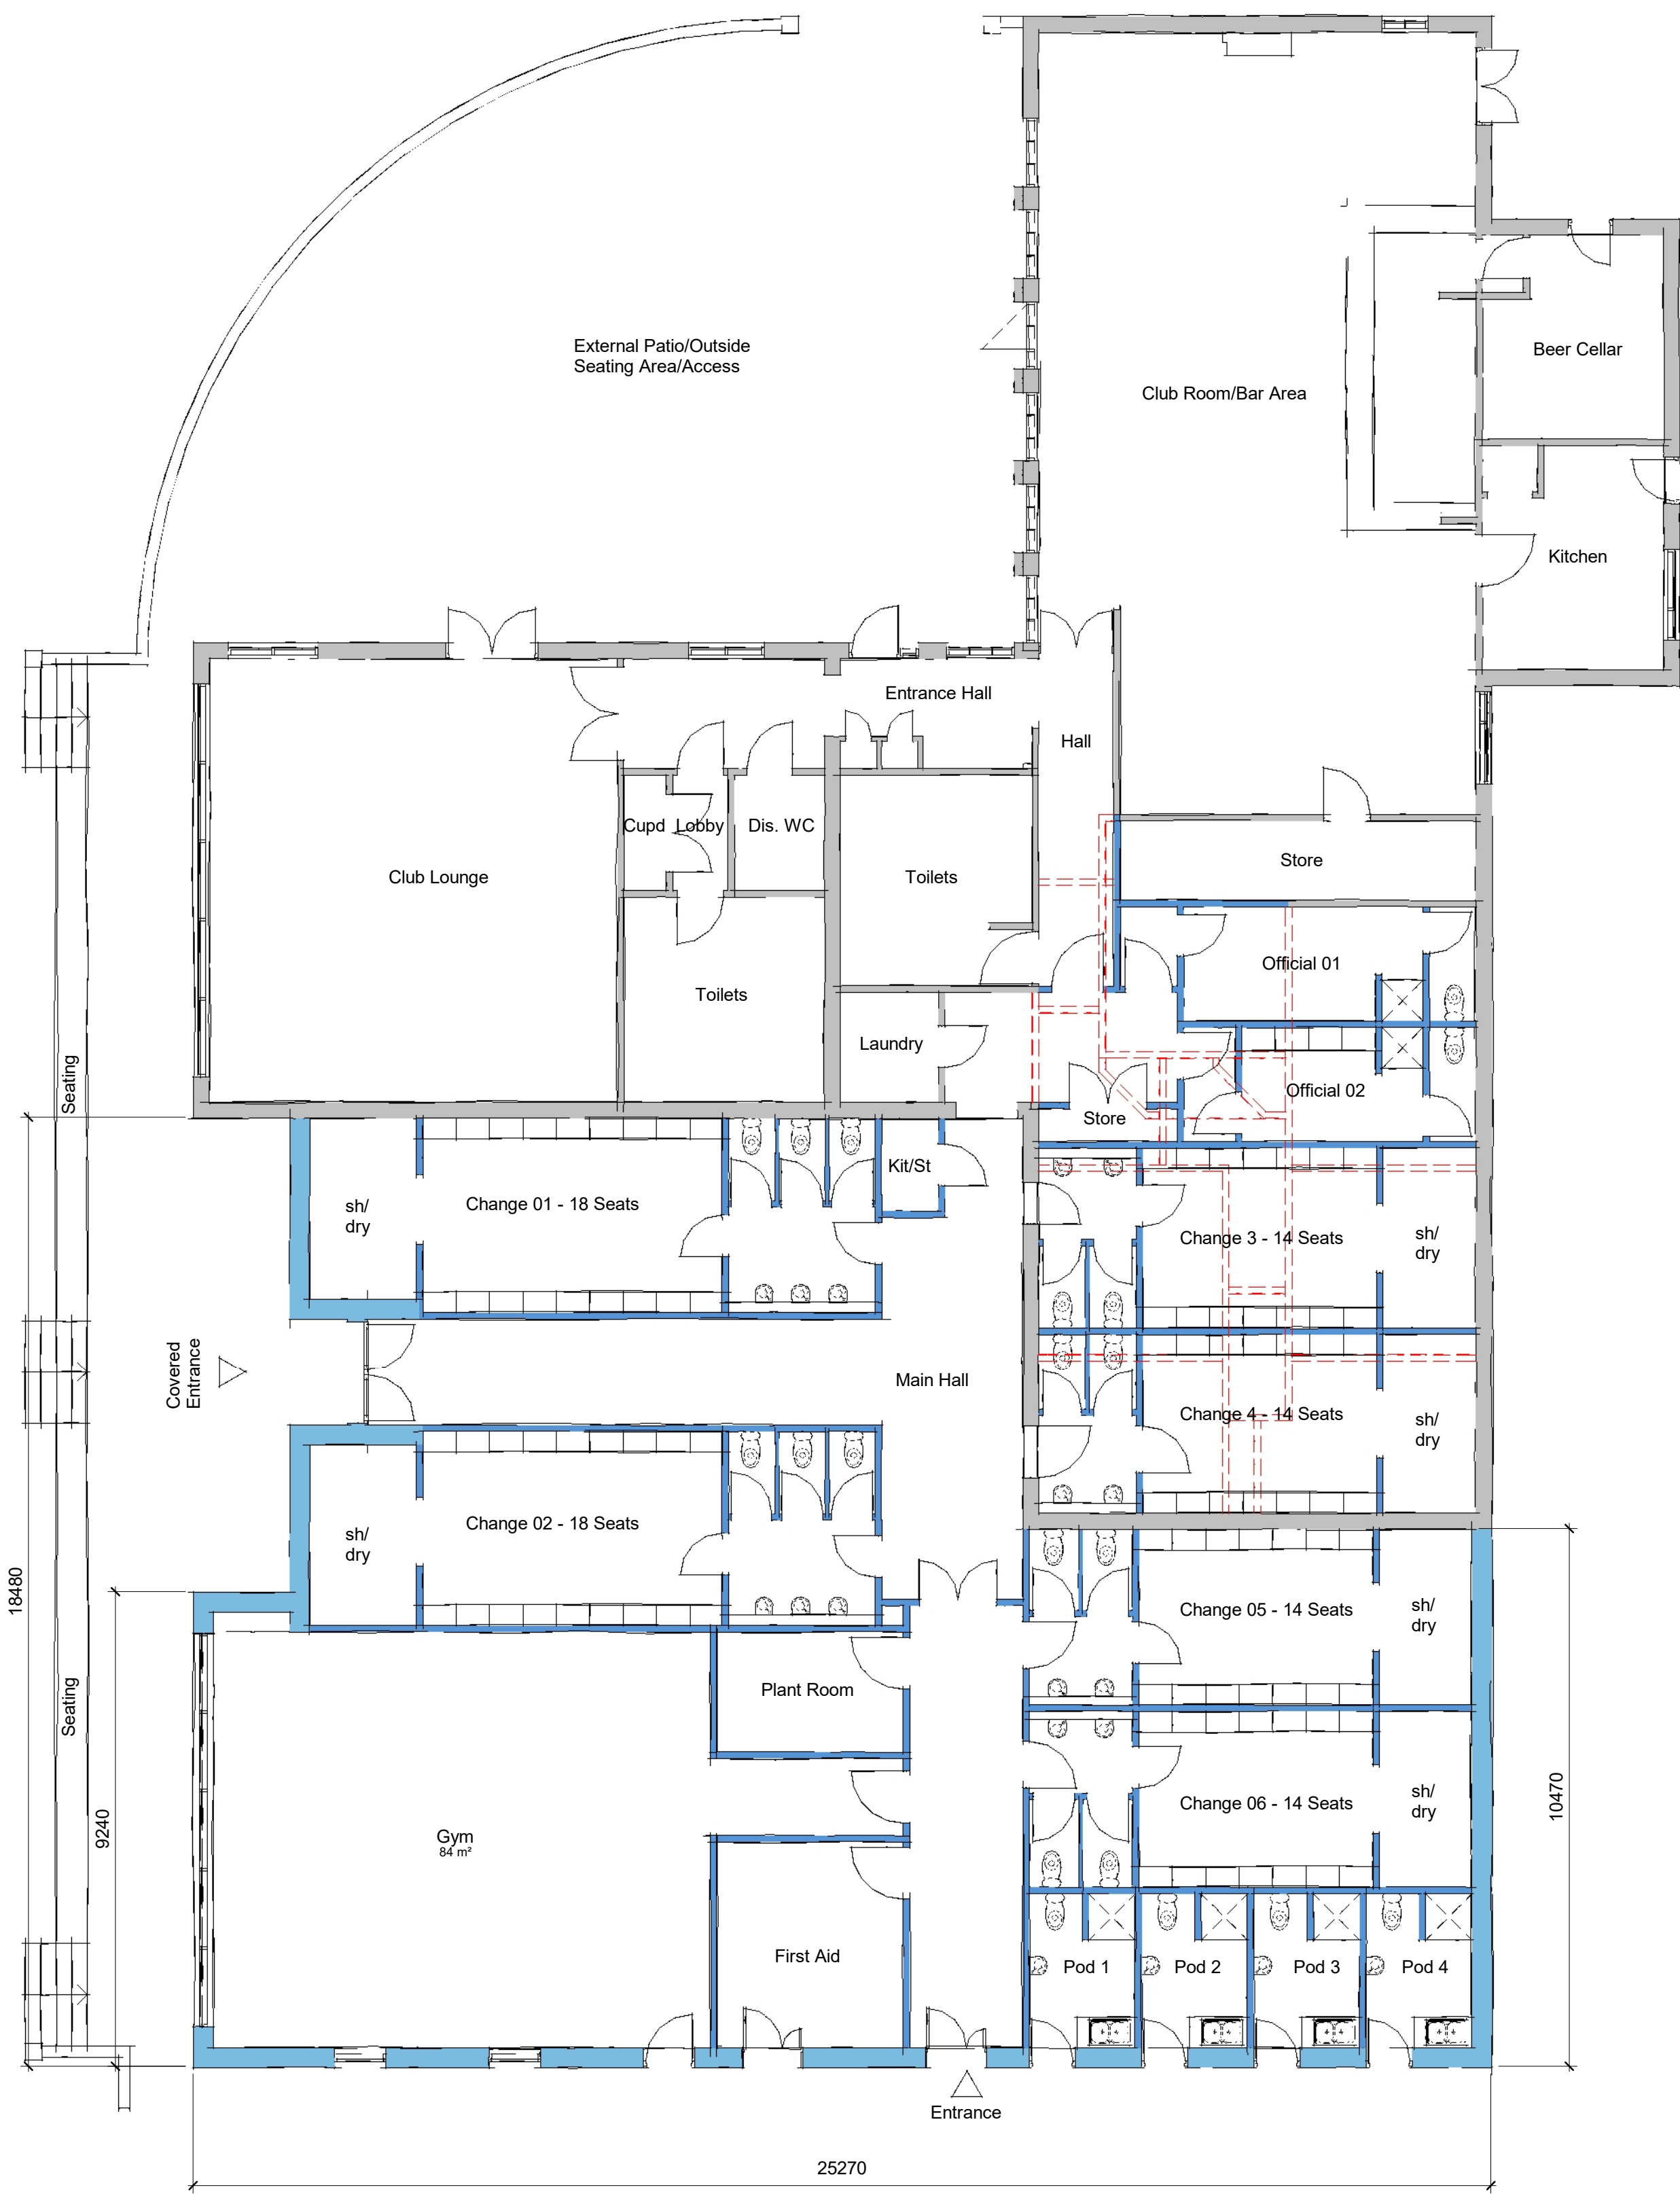 External Patio/Outside
Seating Area/Access
Club Room/Bar Area
Beer Cellar
Kitchen
Entrance Hall
Hall
Cupd
Lobby
Dis. WC
Club Lounge
Toilets
Store
Toilets
Official 01
Laundry
Seating
Official 02
Store
Kit/St
sh/
dry
Change 01 - 18 Seats
Change 3 - 14 Seats
sh/
dry
Covered
Entrance
Main Hall
Change 4 - 14 Seats
sh/
dry
sh/
dry
Change 02 - 18 Seats
18480
Change 05 - 14 Seats
sh/
dry
Seating
Plant Room
Change 06 - 14 Seats
sh/
dry
9240
10470
Gym
84 m²
First Aid
Pod 1
Pod 2
Pod 3
Pod 4
Entrance
25270